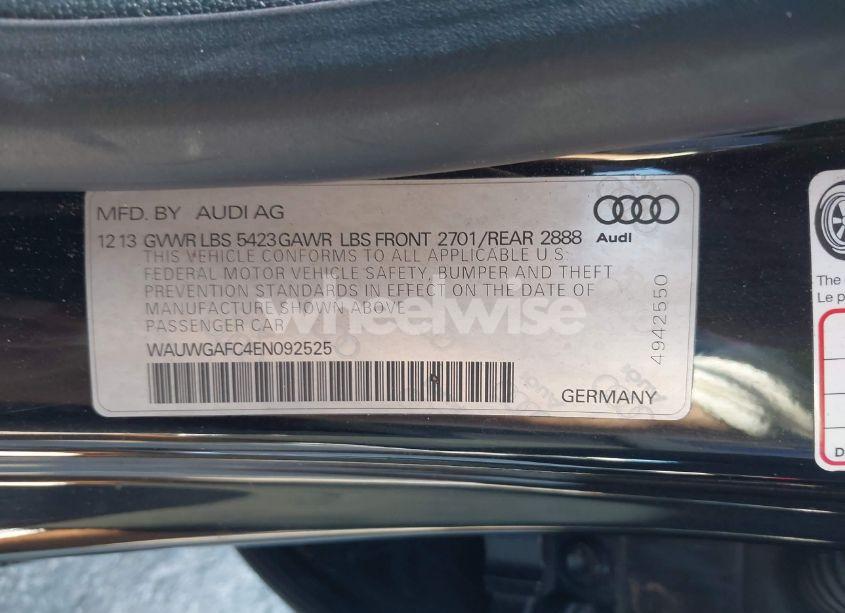 MFD. BY AUDI AG
12 13 GVWR LBS 5423 GAWR LBS FRONT 2701/REAR 2888
Audi
THIS VEHICLE CONFORMS TO ALL APPLICABLE U S
FEDERAL MOTOR VEHICLE SAFETY, BUMPER AND THEFT
PREVENTION STANDARDS IN EFFECT ON THE DATE OF
MANUFACTURE SHOWN ABOVE
PASSENGER CAR
WAUWGAFC4EN092525
GERMANY
4942550
wheelwise
The
Le p
D